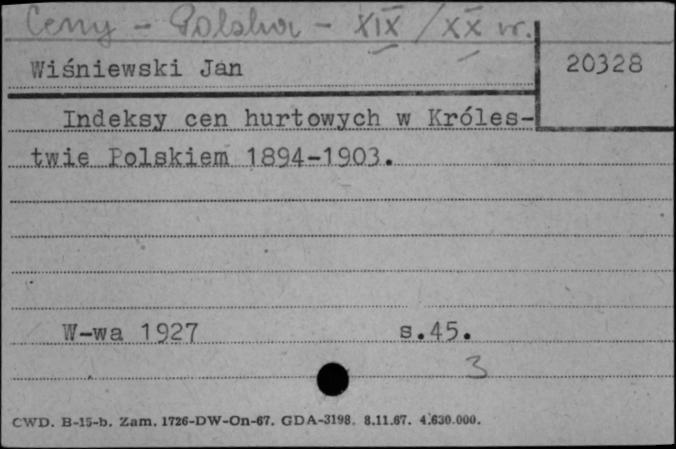 Ceny - Polska - XIX/XX w.
Wiśniewski Jan
20328
Indeksy cen hurtowych w Króles-
twie Polskiem 1894-1903.
W-wa 1927 s.45.
3
CWD. B-15-b. Zam. 1726-DW-On-67. GDA-3198. 8.11.67. 4.630.000.